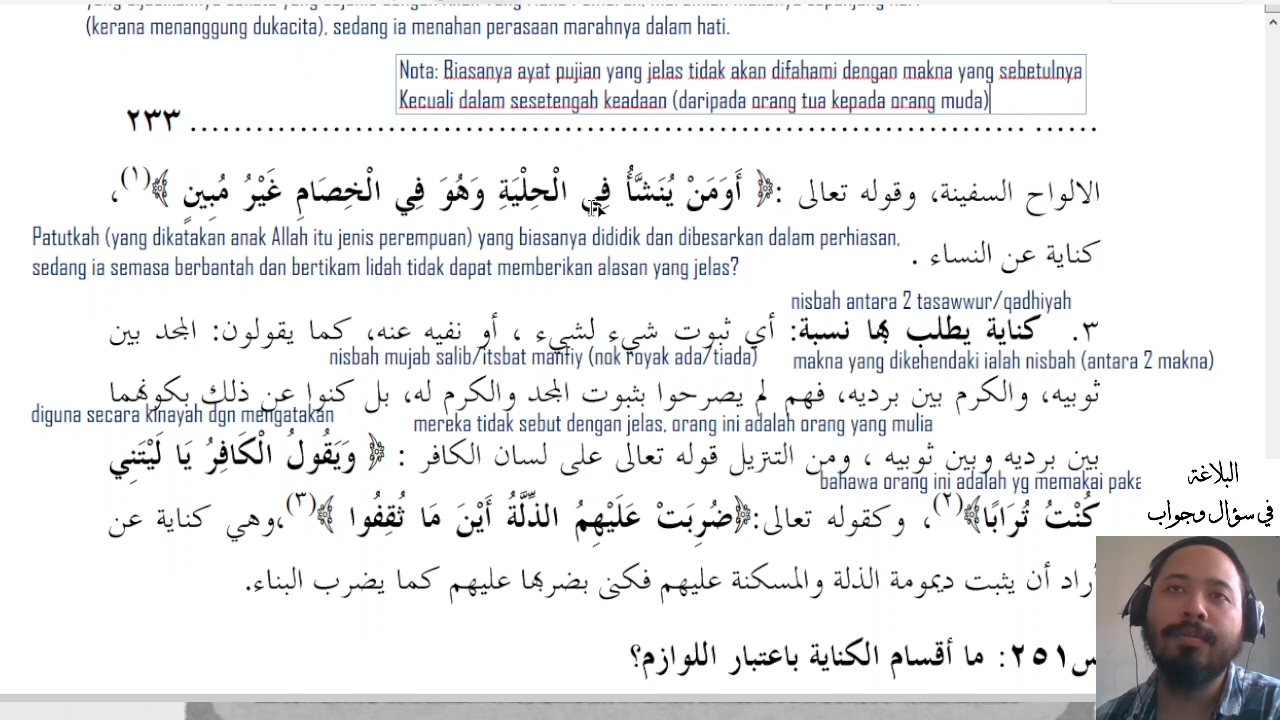 (kerana menanggung dukacita), sedang ia menahan perasaan marahnya dalam hati.
Nota: Biasanya ayat pujian yang jelas tidak akan difahami dengan makna yang sebetulnya
Kecuali dalam sesetengah keadaan (daripada orang tua kepada orang muda)
٢٣٣ ................................................................................
الالواح السفينة، وقوله تعالى :﴿ أَوَمَنْ يُنَشَّأُ فِي الْحِلْيَةِ وَهُوَ فِي الْخِصَامِ غَيْرُ مُبِينٍ ﴾(١)،
Patutkah (yang dikatakan anak Allah itu jenis perempuan) yang biasanya dididik dan dibesarkan dalam perhiasan,
كناية عن النساء .
sedang ia semasa berbantah dan bertikam lidah tidak dapat memberikan alasan yang jelas?
nisbah antara 2 tasawwur/qadhiyah
٣. كناية يطلب بها نسبة: أي ثبوت شيء لشيء ، أو نفيه عنه، كما يقولون: المجد بين
nisbah mujab salib/itsbat manfiy (nok royak ada/tiada)
makna yang dikehendaki ialah nisbah (antara 2 makna)
ثوبيه، والكرم بين برديه، فهم لم يصرحوا بثبوت المجد والكرم له، بل كنوا عن ذلك بكونهما
diguna secara kinayah dgn mengatakan
mereka tidak sebut dengan jelas, orang ini adalah orang yang mulia
بين برديه وبين ثوبيه ، ومن التتريل قوله تعالى على لسان الكافر : ﴿ وَيَقُولُ الْكَافِرُ يَا لَيْتَنِي
bahawa orang ini adalah yg memakai paka
كُنْتُ تُرَابًا﴾(٢)، وكقوله تعالى:﴿ضُرِبَتْ عَلَيْهِمُ الذِّلَّةُ أَيْنَ مَا ثُقِفُوا ﴾(٣)،وهي كناية عن
أراد أن يثبت ديمومة الذلة والمسكنة عليهم فكنى بضربها عليهم كما يضرب البناء.
س٢٥١: ما أقسام الكناية باعتبار اللوازم؟
البلاغة
في سؤال وجواب